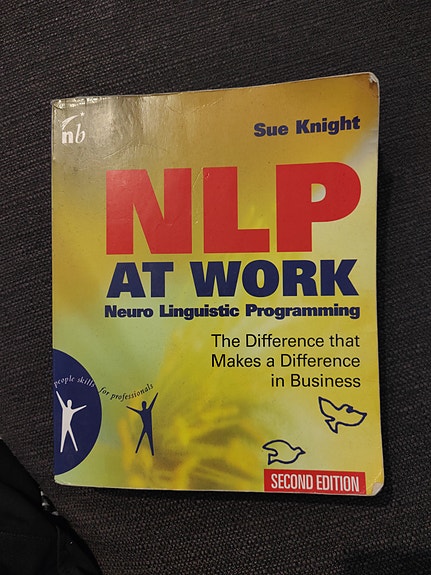 nb
Sue Knight
NLP
AT WORK
Neuro Linguistic Programming
The Difference that
Makes a Difference
in Business
people skills for professionals
SECOND EDITION